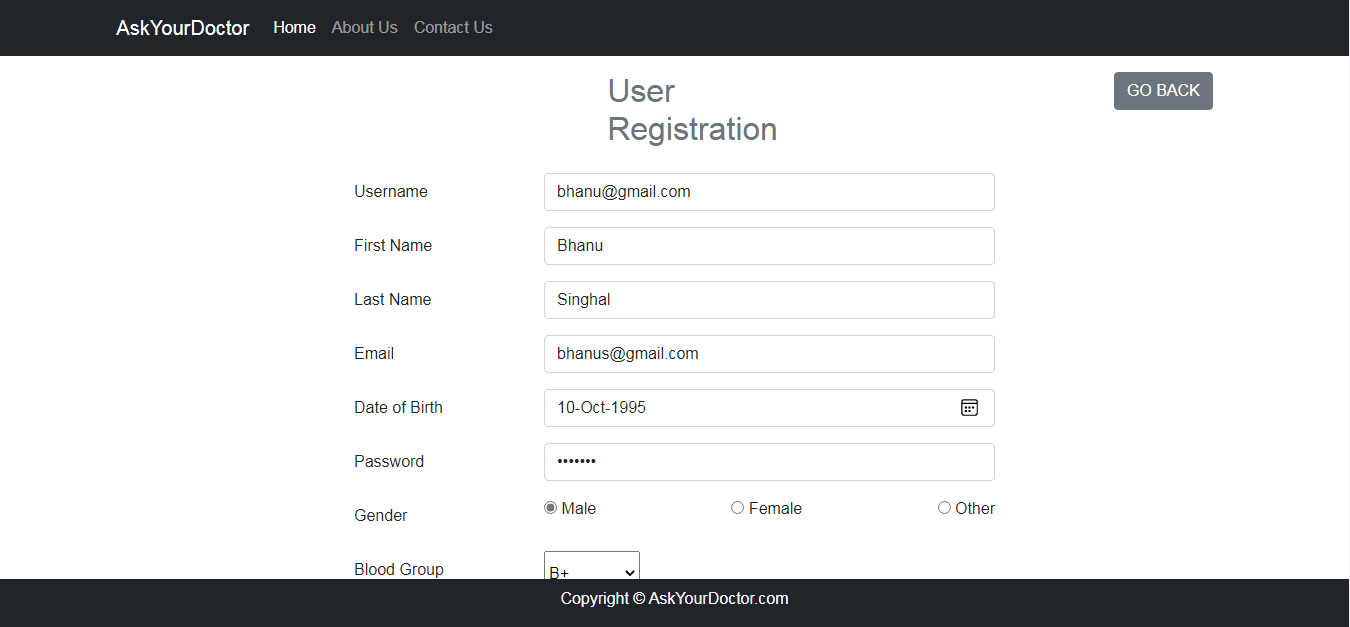 AskYourDoctor Home About Us Contact Us
User
Registration
GO BACK
Username bhanu@gmail.com
First Name Bhanu
Last Name Singhal
Email bhanus@gmail.com
Date of Birth 10-Oct-1995
Password •••••••
Gender Male Female Other
Blood Group B+
Copyright © AskYourDoctor.com